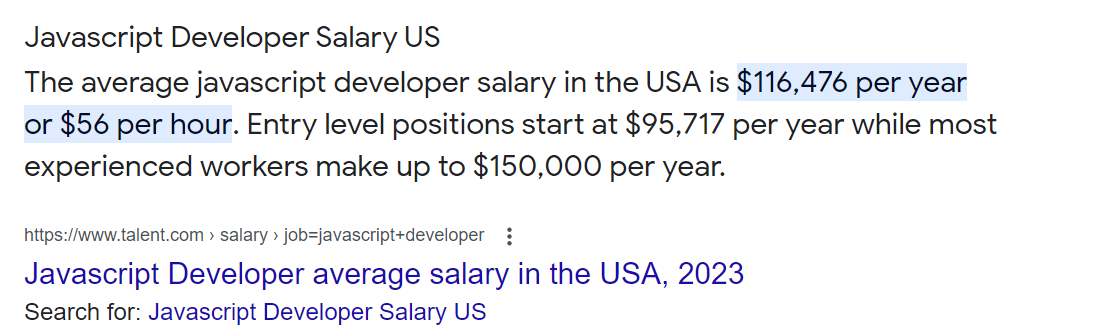 Javascript Developer Salary US
The average javascript developer salary in the USA is $116,476 per year
or $56 per hour. Entry level positions start at $95,717 per year while most
experienced workers make up to $150,000 per year.
https://www.talent.com › salary › job=javascript+developer
Javascript Developer average salary in the USA, 2023
Search for: Javascript Developer Salary US